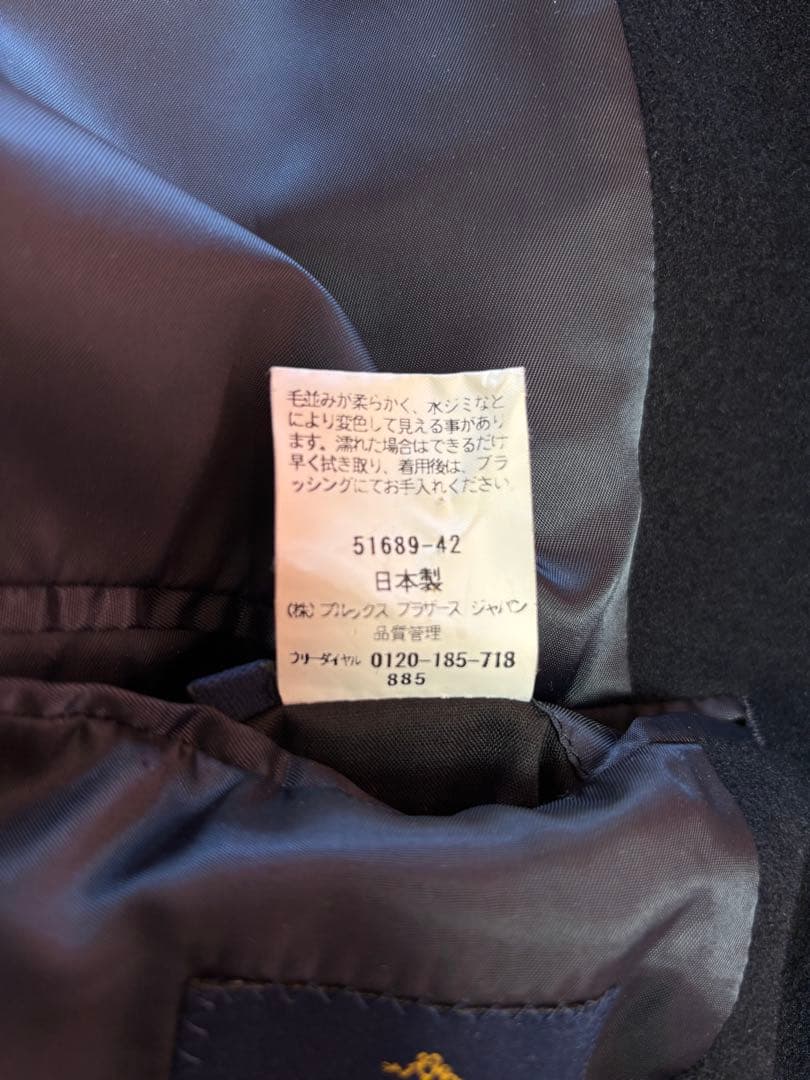 毛並みが柔らかく、水ジミなど
により変色して見える事があり
ます。濡れた場合はできるだけ
早く拭き取り、着用後は、ブラ
ッシングにてお手入れください。
51689-42
日本製
(株) ブルックス ブラザース ジャパン
品質管理
フリーダイヤル 0120-185-718
885